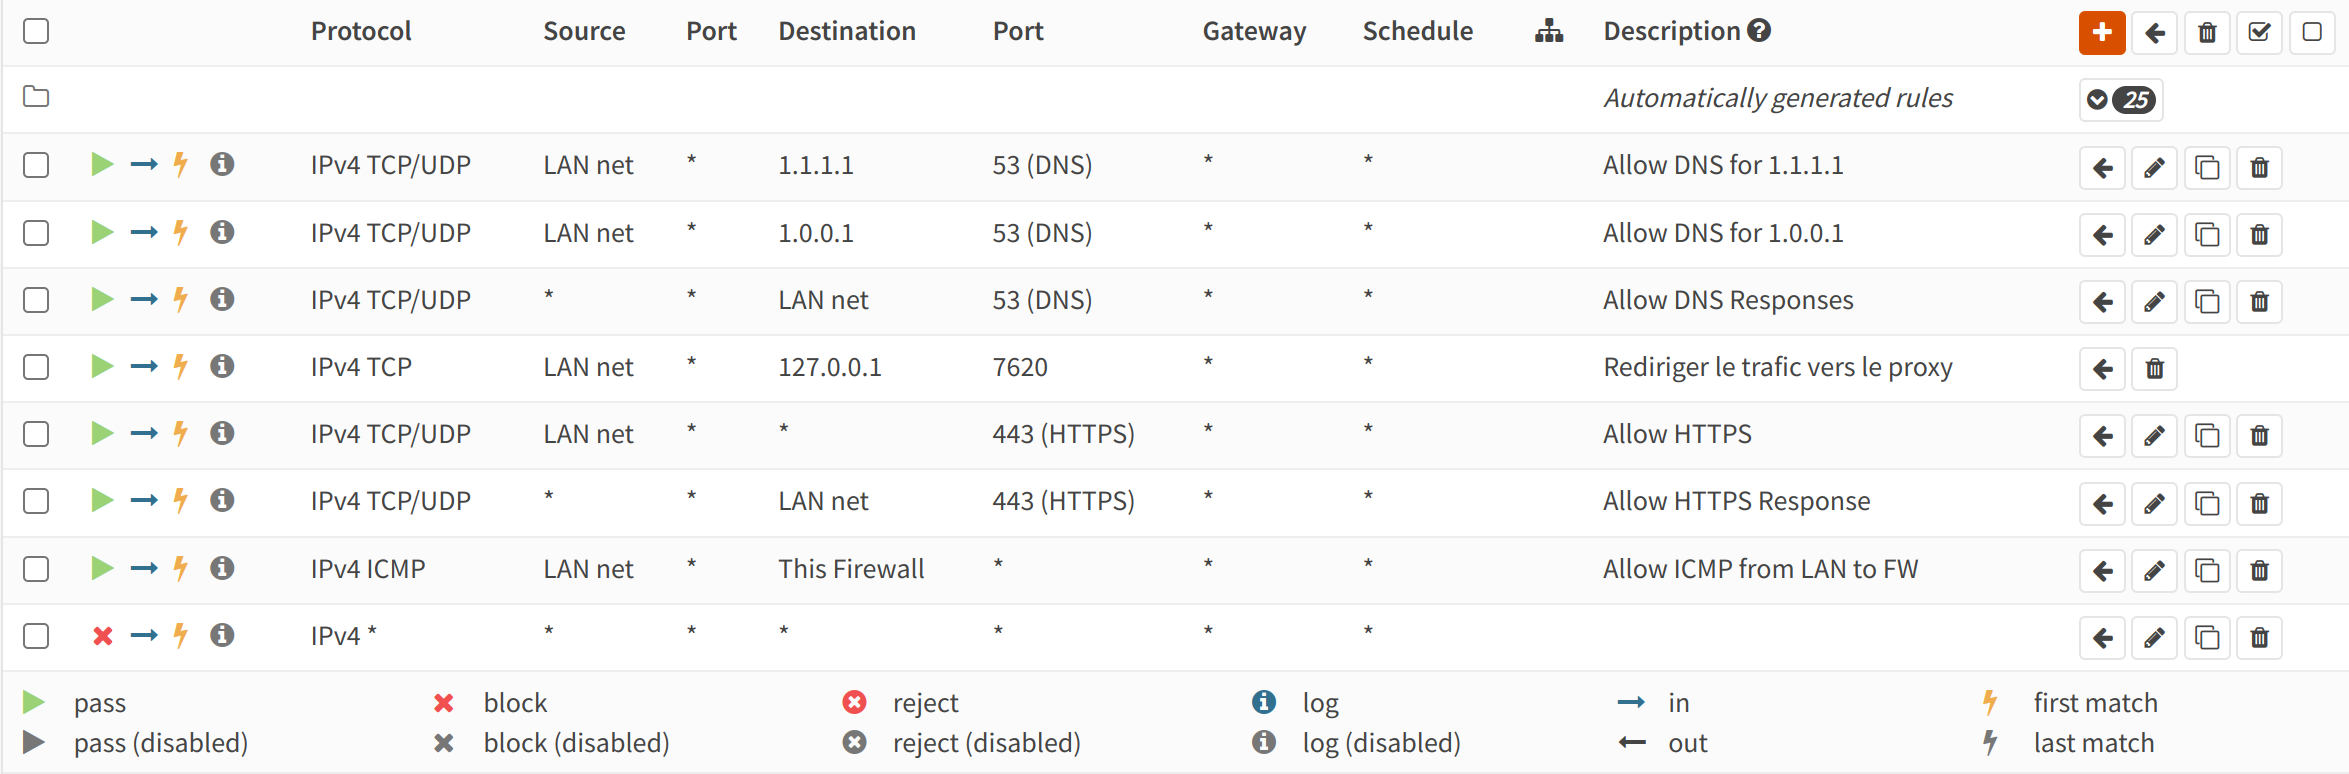 Protocol Source Port Destination Port Gateway Schedule Description
Automatically generated rules 25
IPv4 TCP/UDP LAN net * 1.1.1.1 53 (DNS) * * Allow DNS for 1.1.1.1
IPv4 TCP/UDP LAN net * 1.0.0.1 53 (DNS) * * Allow DNS for 1.0.0.1
IPv4 TCP/UDP * * LAN net 53 (DNS) * * Allow DNS Responses
IPv4 TCP LAN net * 127.0.0.1 7620 * * Rediriger le trafic vers le proxy
IPv4 TCP/UDP LAN net * * 443 (HTTPS) * * Allow HTTPS
IPv4 TCP/UDP * * LAN net 443 (HTTPS) * * Allow HTTPS Response
IPv4 ICMP LAN net * This Firewall * * * Allow ICMP from LAN to FW
IPv4 * * * * * * *
pass block reject log in first match
pass (disabled) block (disabled) reject (disabled) log (disabled) out last match